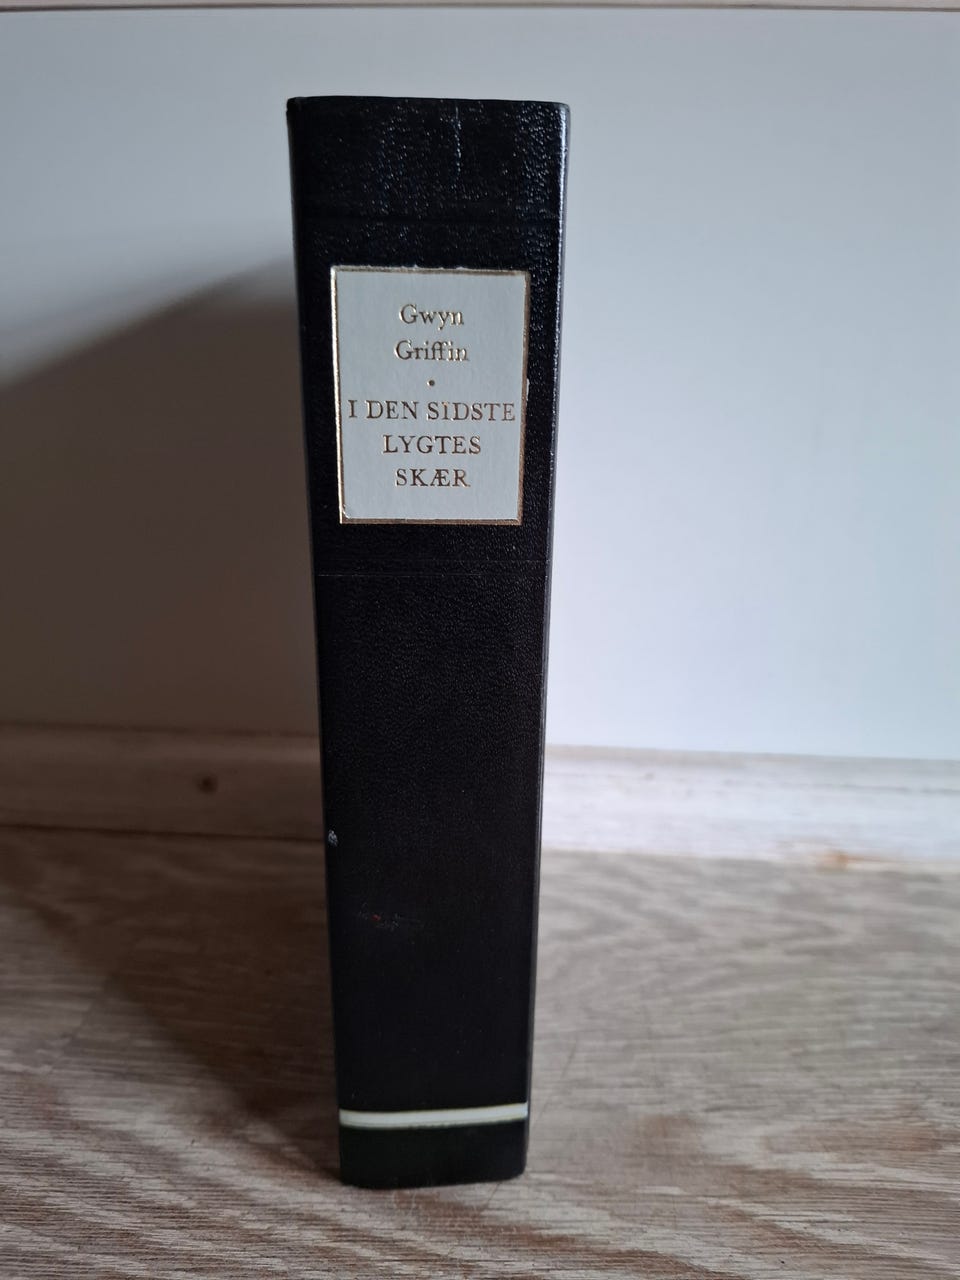 Gwyn
Griffin
•
I DEN SIDSTE
LYGTES
SKÆR